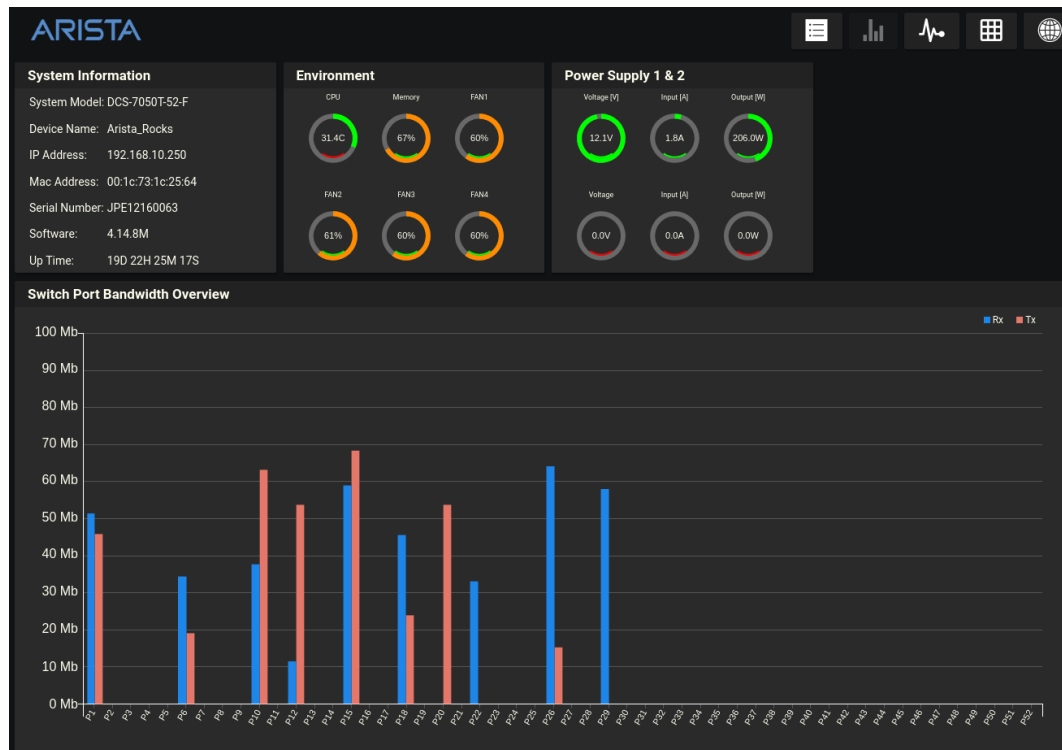 ARISTA
System Information
System Model: DCS-7050T-52-F
Device Name: Arista_Rocks
IP Address: 192.168.10.250
Mac Address: 00:1c:73:1c:25:64
Serial Number: JPE12160063
Software: 4.14.8M
Up Time: 19D 22H 25M 17S
Environment
CPU Memory FAN1
31.4C 67% 60%
FAN2 FAN3 FAN4
61% 60% 60%
Power Supply 1 & 2
Voltage [V] Input [A] Output [W]
12.1V 1.8A 206.0W
Voltage Input [A] Output [W]
0.0V 0.0A 0.0W
Switch Port Bandwidth Overview
Rx Tx
100 Mb
90 Mb
80 Mb
70 Mb
60 Mb
50 Mb
40 Mb
30 Mb
20 Mb
10 Mb
0 Mb
P1 P2 P3 P4 P5 P6 P7 P8 P9 P10 P11 P12 P13 P14 P15 P16 P17 P18 P19 P20 P21 P22 P23 P24 P25 P26 P27 P28 P29 P30 P31 P32 P33 P34 P35 P36 P37 P38 P39 P40 P41 P42 P43 P44 P45 P46 P47 P48 P49 P50 P51 P52